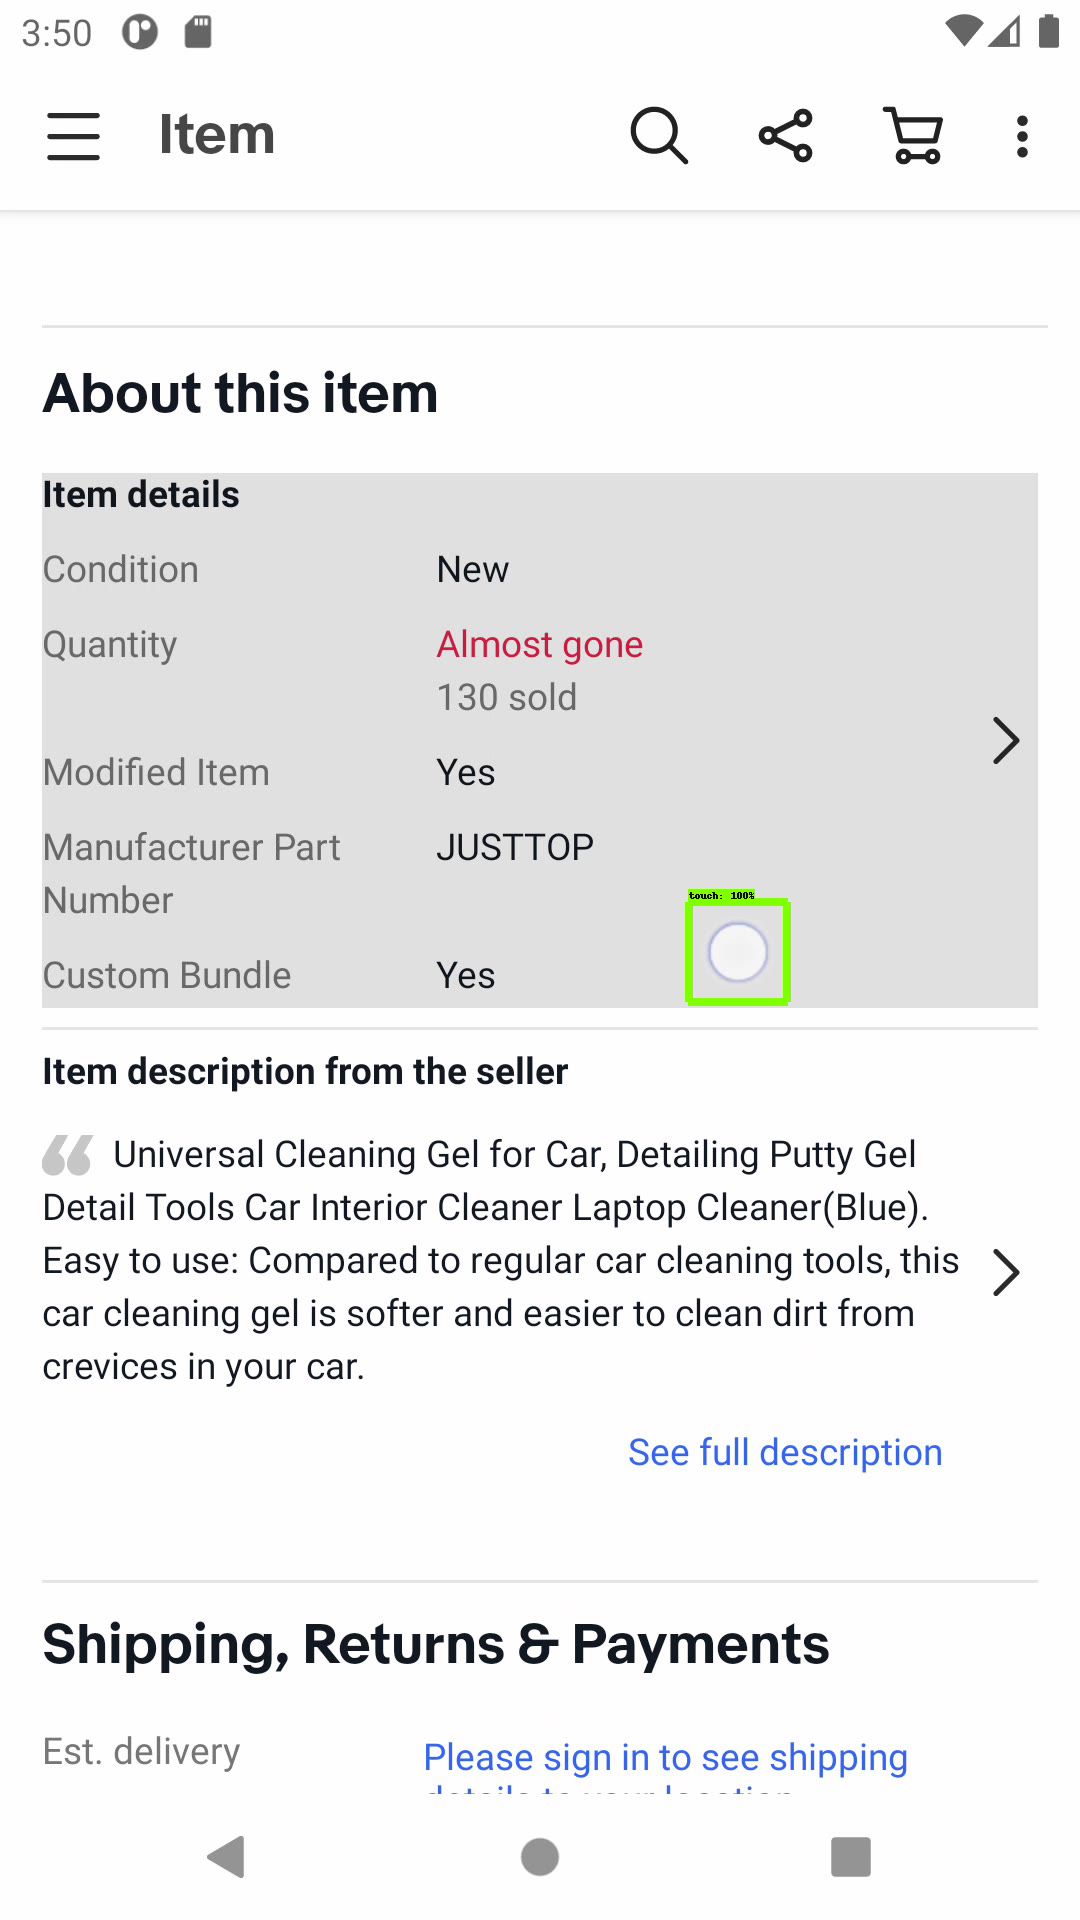 3:50
Item
About this item
Item details
Condition New
Quantity Almost gone
130 sold
Modified Item Yes
Manufacturer Part Number JUSTTOP
touch: 100%
Custom Bundle Yes
Item description from the seller
Universal Cleaning Gel for Car, Detailing Putty Gel
Detail Tools Car Interior Cleaner Laptop Cleaner(Blue).
Easy to use: Compared to regular car cleaning tools, this
car cleaning gel is softer and easier to clean dirt from
crevices in your car.
See full description
Shipping, Returns & Payments
Est. delivery Please sign in to see shipping
details to your location